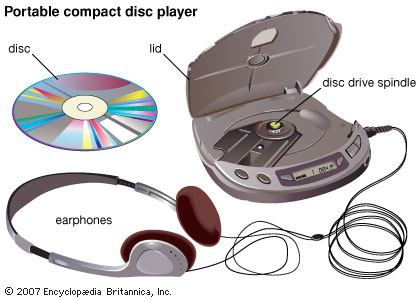 Portable compact disc player
disc
lid
disc drive spindle
earphones
© 2007 Encyclopædia Britannica, Inc.